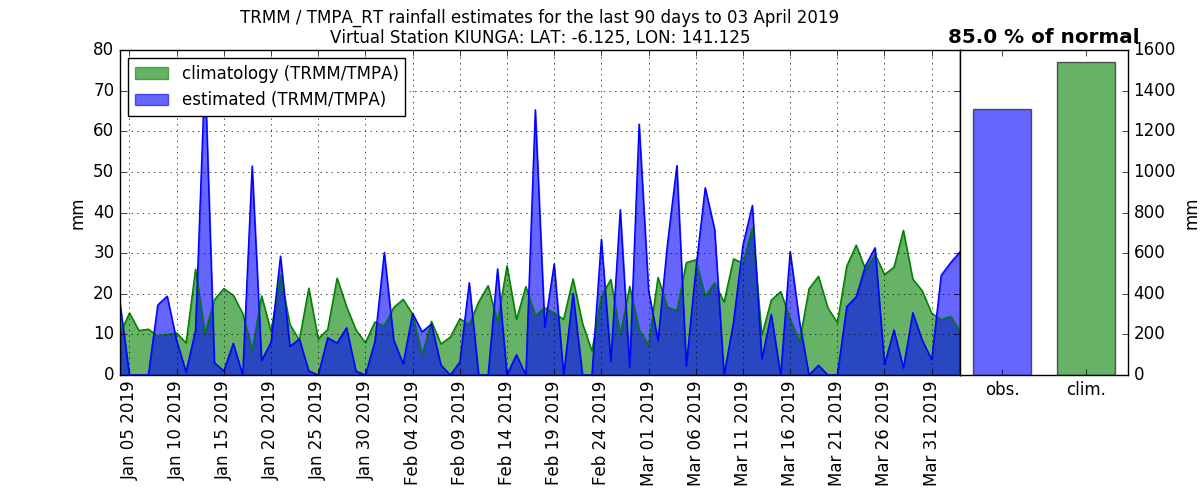 TRMM / TMPA_RT rainfall estimates for the last 90 days to 03 April 2019
Virtual Station KIUNGA: LAT: -6.125, LON: 141.125
85.0 % of normal
climatology (TRMM/TMPA)
estimated (TRMM/TMPA)
mm
80
70
60
50
40
30
20
10
0
Jan 05 2019
Jan 10 2019
Jan 15 2019
Jan 20 2019
Jan 25 2019
Jan 30 2019
Feb 04 2019
Feb 09 2019
Feb 14 2019
Feb 19 2019
Feb 24 2019
Mar 01 2019
Mar 06 2019
Mar 11 2019
Mar 16 2019
Mar 21 2019
Mar 26 2019
Mar 31 2019
obs.
clim.
1600
1400
1200
1000
800
600
400
200
0
mm